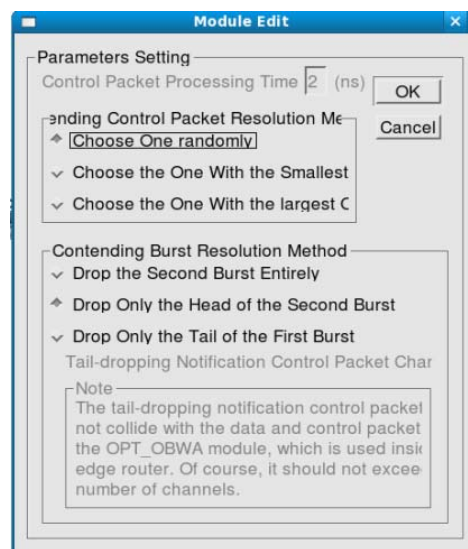 Module Edit
Parameters Setting
Control Packet Processing Time 2 (ns)
OK
ending Control Packet Resolution Me
Cancel
Choose One randomly
Choose the One With the Smallest
Choose the One With the largest
Contending Burst Resolution Method
Drop the Second Burst Entirely
Drop Only the Head of the Second Burst
Drop Only the Tail of the First Burst
Tail-dropping Notification Control Packet Char
Note
The tail-dropping notification control packet
not collide with the data and control packet
the OPT_OBWA module, which is used insi
edge router. Of course, it should not excee
number of channels.